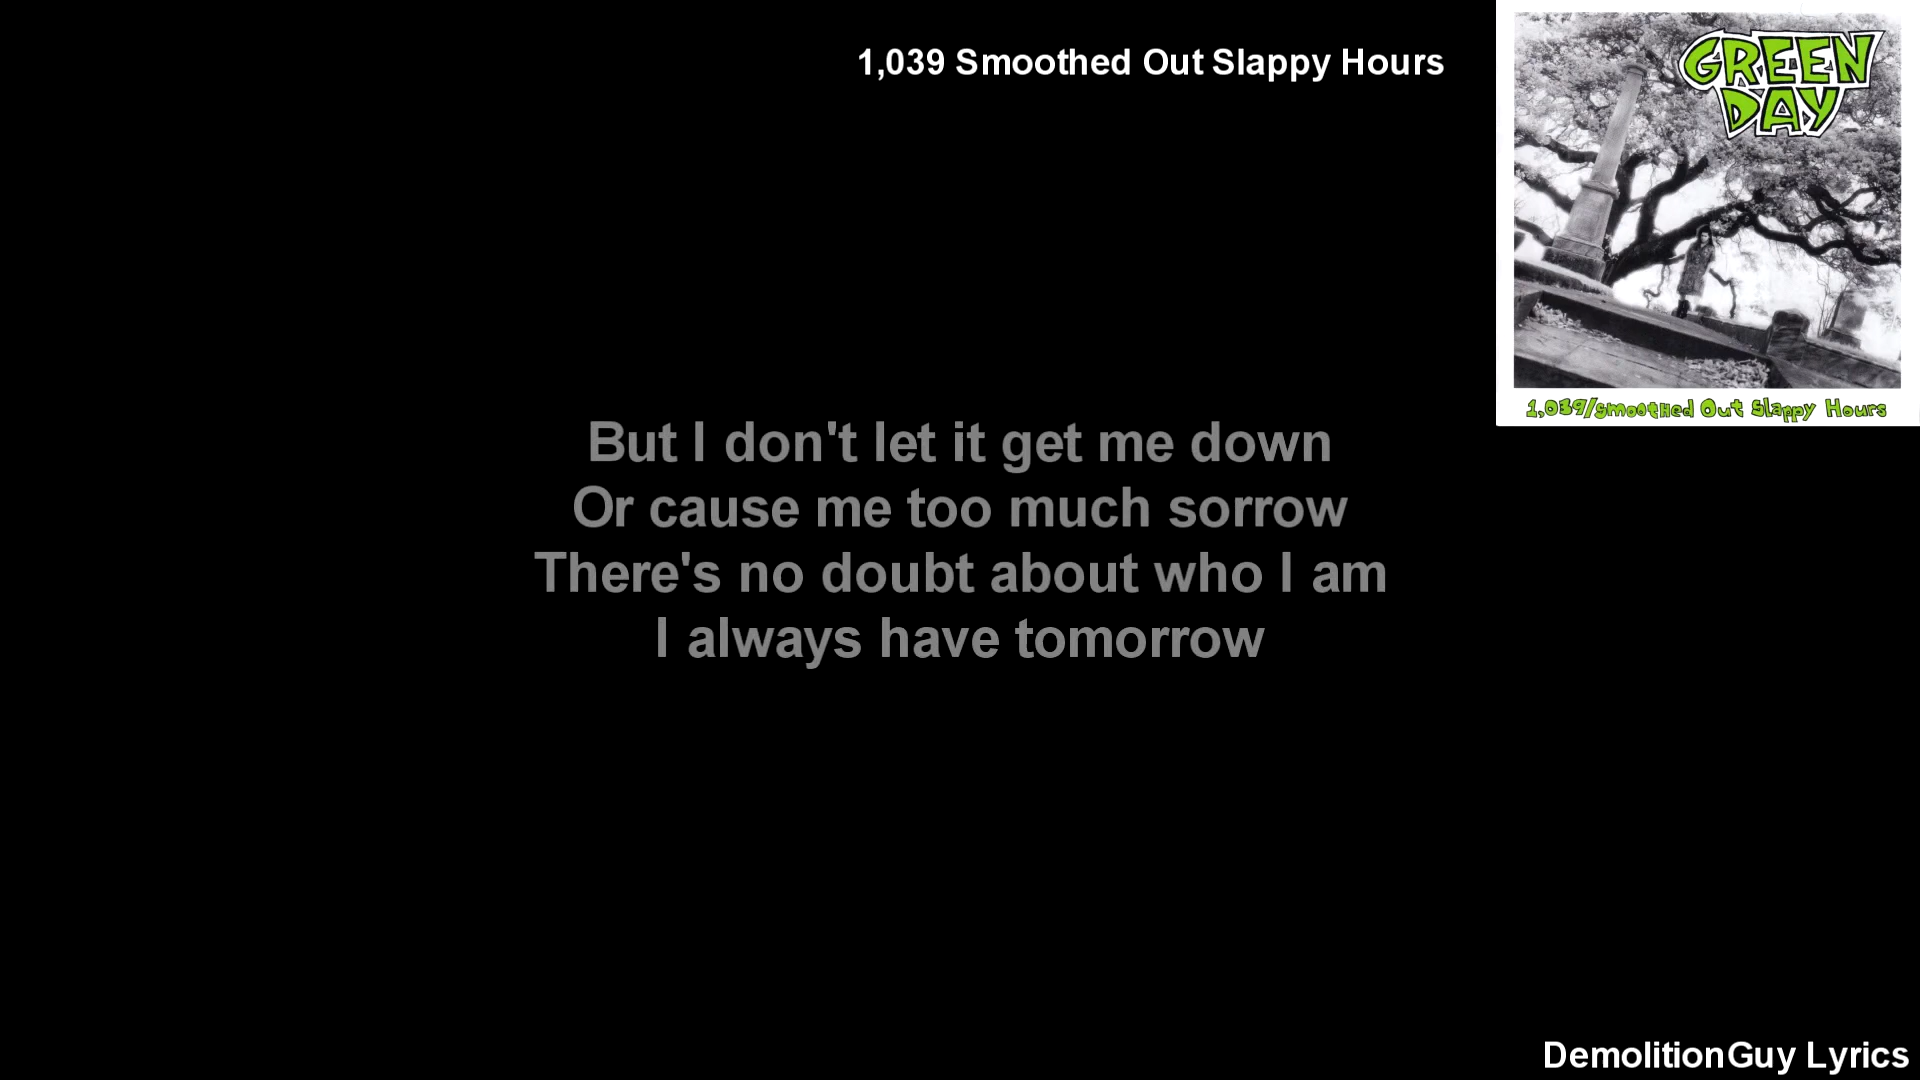 1,039 Smoothed Out Slappy Hours
GREEN
DAY
1,039/Smoothed Out Slappy Hours
But I don't let it get me down
Or cause me too much sorrow
There's no doubt about who I am
I always have tomorrow
DemolitionGuy Lyrics